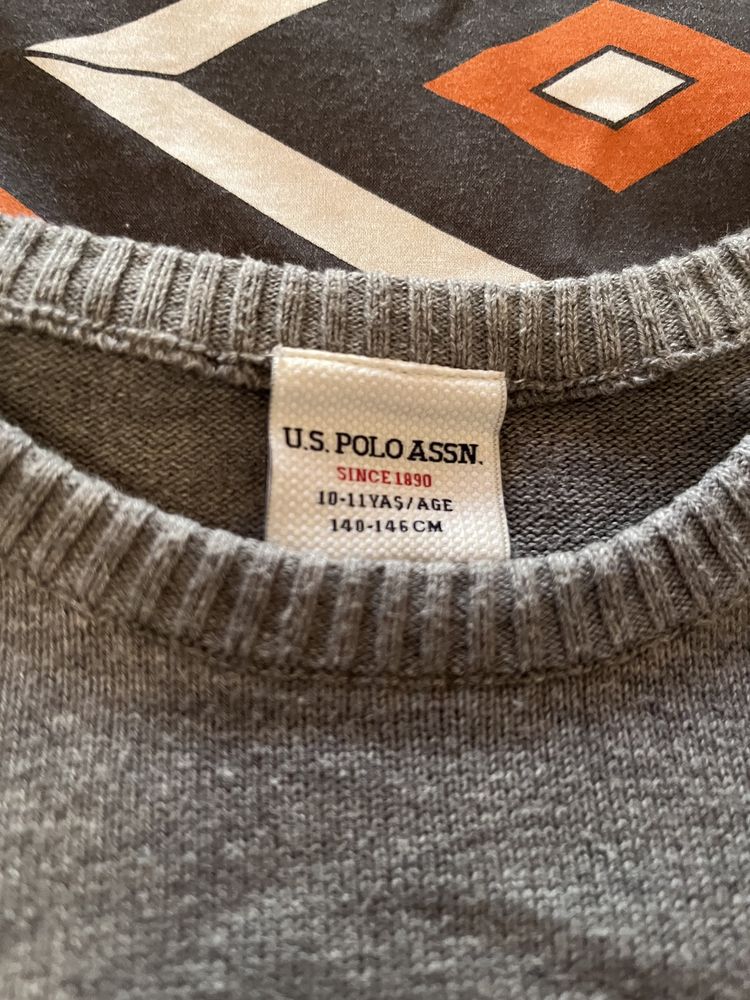 U.S. POLO ASSN.
SINCE 1890
10-11YAŞ/AGE
140-146CM